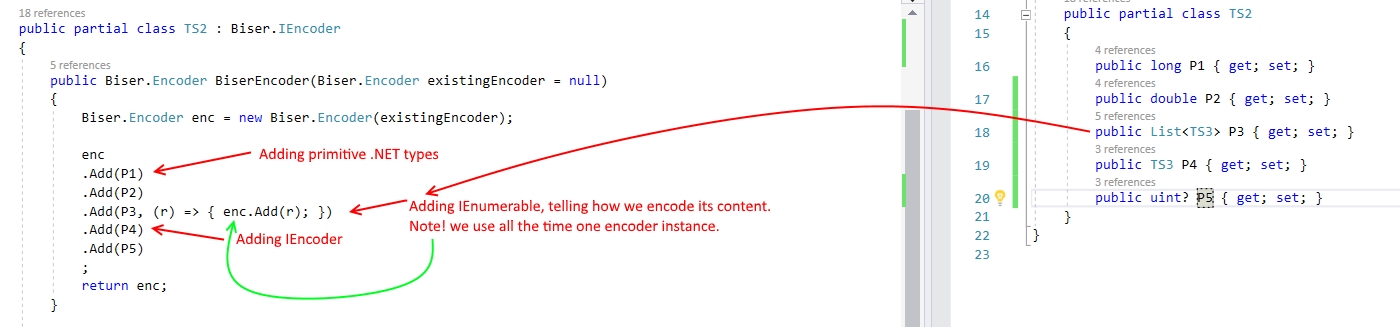 18 references
public partial class TS2 : Biser.IEncoder
{
5 references
public Biser.Encoder BiserEncoder(Biser.Encoder existingEncoder = null)
{
Biser.Encoder enc = new Biser.Encoder(existingEncoder);
enc
.Add(P1)
Adding primitive .NET types
.Add(P2)
.Add(P3, (r) => { enc.Add(r); })
Adding IEnumerable, telling how we encode its content.
Note! we use all the time one encoder instance.
.Add(P4)
Adding IEncoder
.Add(P5)
;
return enc;
}
14 public partial class TS2
15 {
4 references
16 public long P1 { get; set; }
4 references
17 public double P2 { get; set; }
5 references
18 public List<TS3> P3 { get; set; }
3 references
19 public TS3 P4 { get; set; }
3 references
20 public uint? P5 { get; set; }
21 }
22 }
23